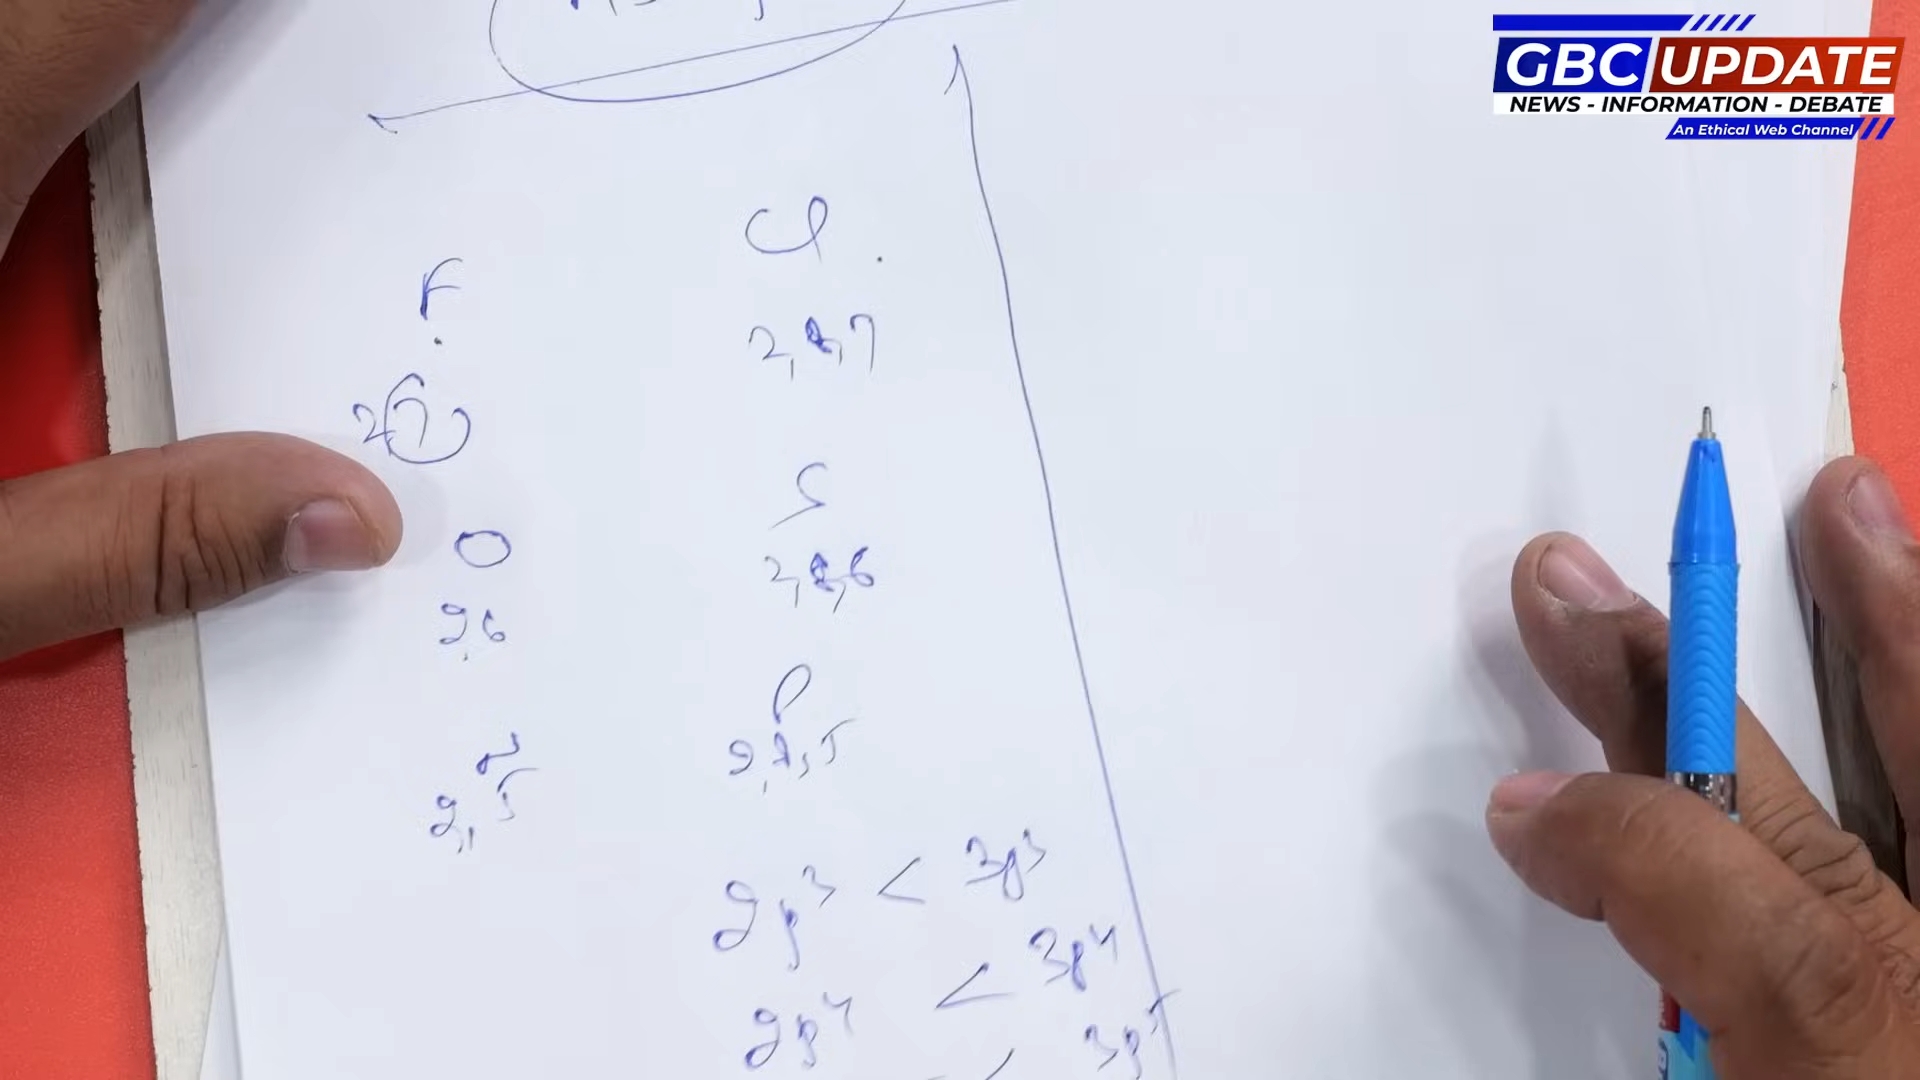 GBC UPDATE
NEWS - INFORMATION - DEBATE
An Ethical Web Channel
F
Cl
2,7
2,8,7
O
S
2,6
2,8,6
N
P
2,5
2,8,5
2p³ < 3p³
2p⁴ < 3p⁴
< 3p⁵